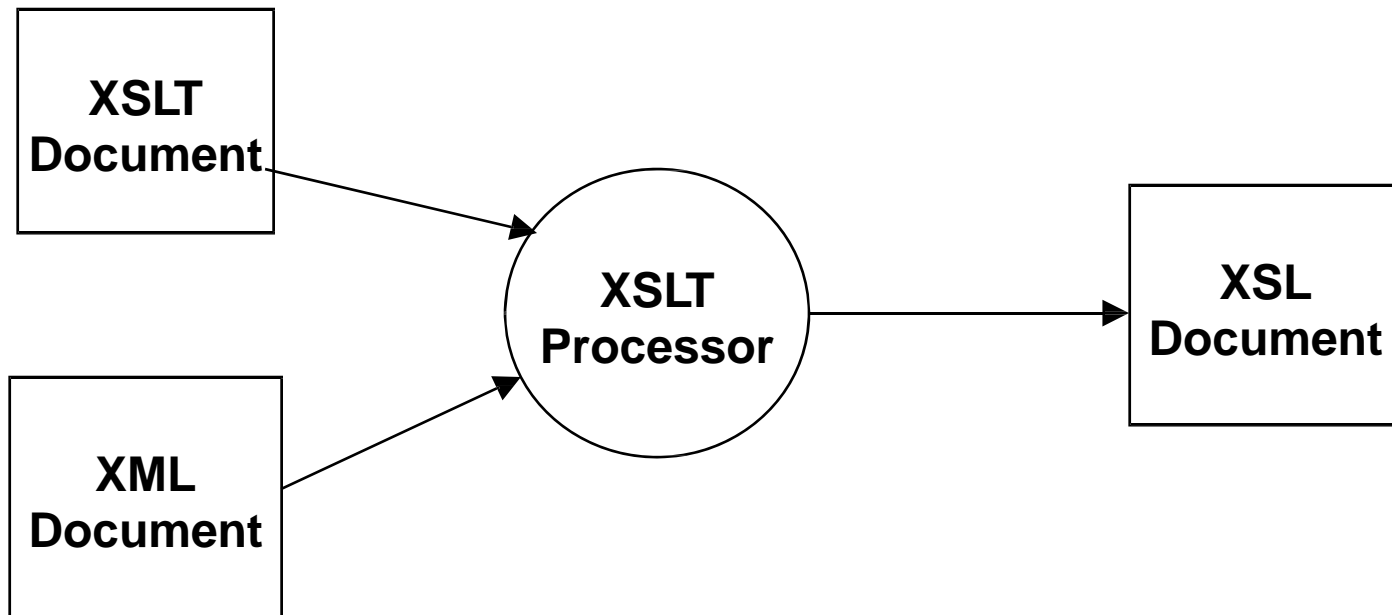 XSLT
Document
XSLT
Processor
XSL
Document
XML
Document